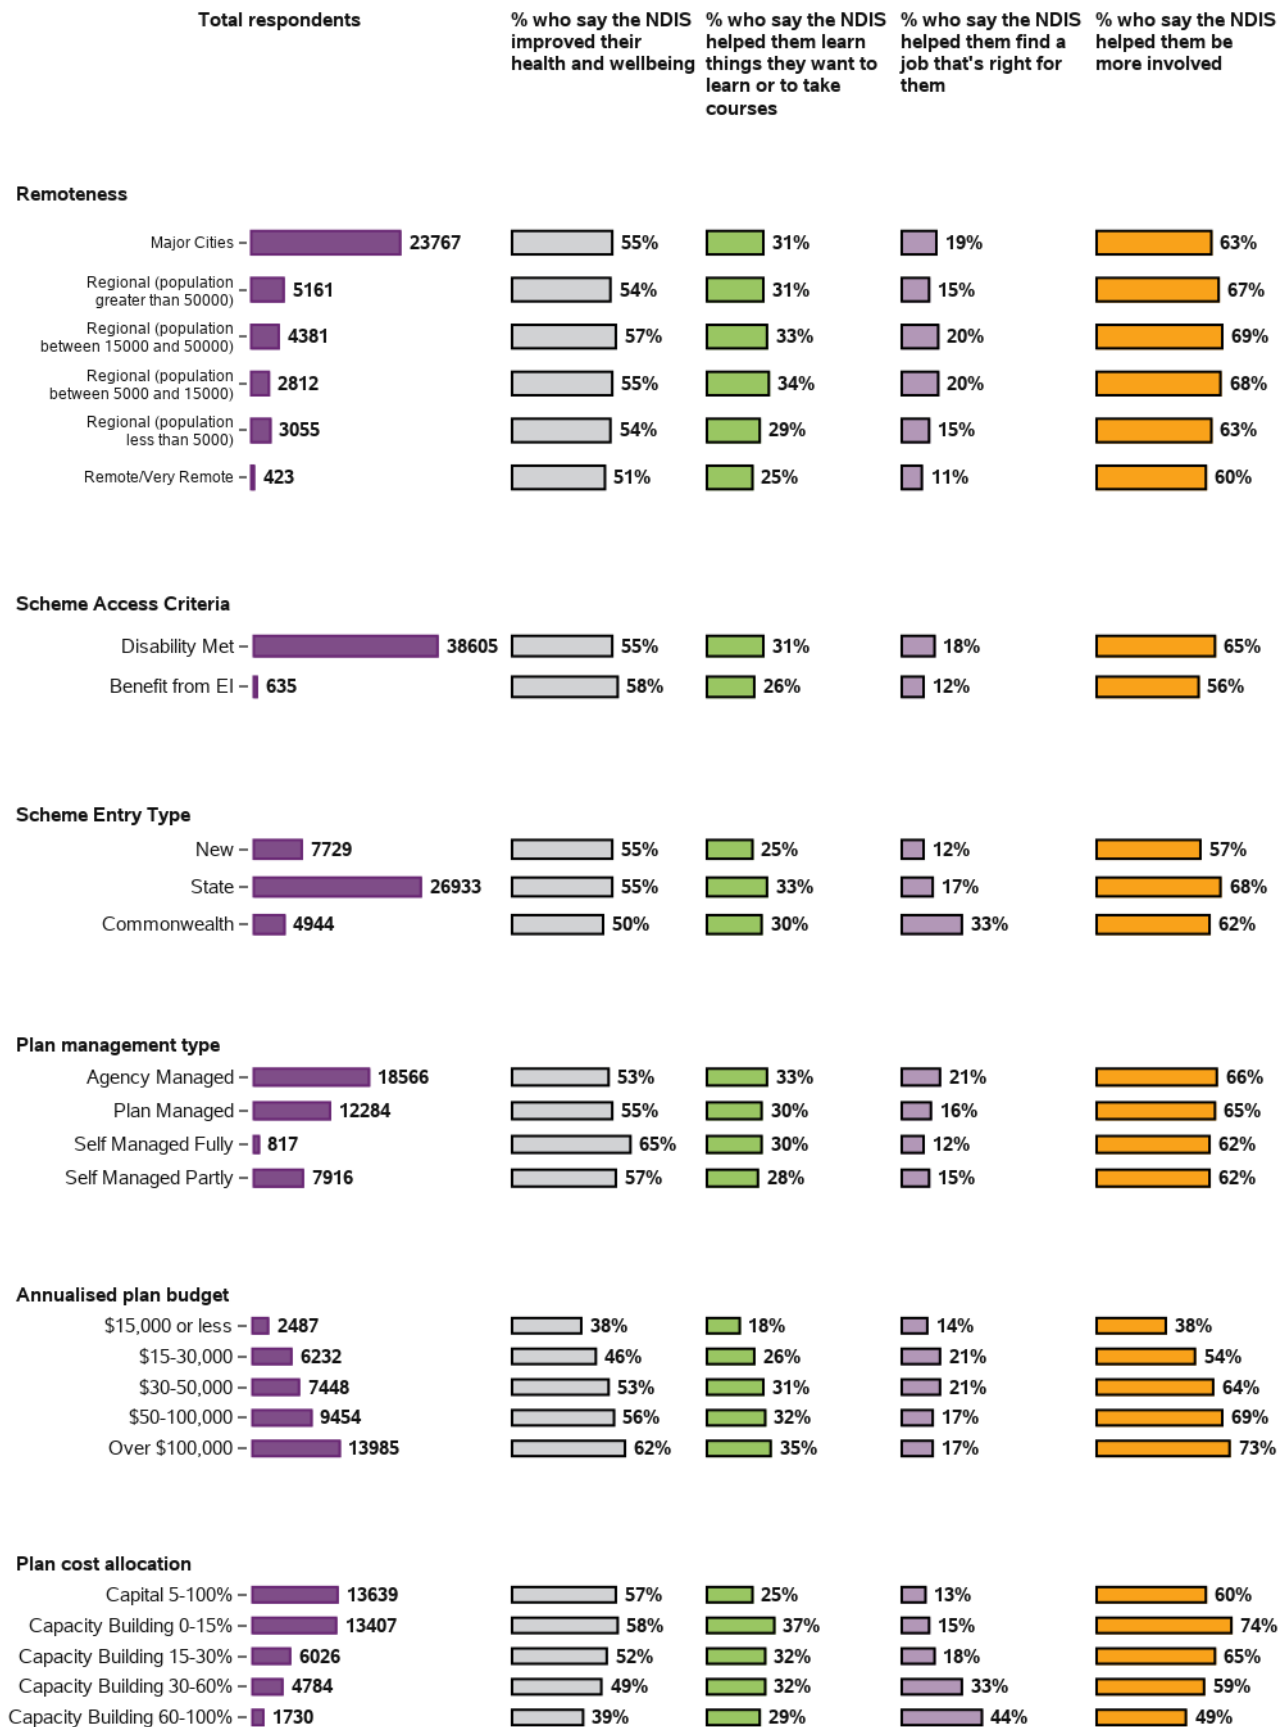 Total respondents
% who say the NDIS
improved their
health and wellbeing
% who say the NDIS
helped them learn
things they want to
learn or to take
courses
% who say the NDIS
helped them find a
job that's right for
them
% who say the NDIS
helped them be
more involved
Remoteness
Major Cities 23767 55% 31% 19% 63%
Regional (population
greater than 50000) 5161 54% 31% 15% 67%
Regional (population
between 15000 and 50000) 4381 57% 33% 20% 69%
Regional (population
between 5000 and 15000) 2812 55% 34% 20% 68%
Regional (population
less than 5000) 3055 54% 29% 15% 63%
Remote/Very Remote 423 51% 25% 11% 60%
Scheme Access Criteria
Disability Met 38605 55% 31% 18% 65%
Benefit from EI 635 58% 26% 12% 56%
Scheme Entry Type
New 7729 55% 25% 12% 57%
State 26933 55% 33% 17% 68%
Commonwealth 4944 50% 30% 33% 62%
Plan management type
Agency Managed 18566 53% 33% 21% 66%
Plan Managed 12284 55% 30% 16% 65%
Self Managed Fully 817 65% 30% 12% 62%
Self Managed Partly 7916 57% 28% 15% 62%
Annualised plan budget
$15,000 or less 2487 38% 18% 14% 38%
$15-30,000 6232 46% 26% 21% 54%
$30-50,000 7448 53% 31% 21% 64%
$50-100,000 9454 56% 32% 17% 69%
Over $100,000 13985 62% 35% 17% 73%
Plan cost allocation
Capital 5-100% 13639 57% 25% 13% 60%
Capacity Building 0-15% 13407 58% 37% 15% 74%
Capacity Building 15-30% 6026 52% 32% 18% 65%
Capacity Building 30-60% 4784 49% 32% 33% 59%
Capacity Building 60-100% 1730 39% 29% 44% 49%